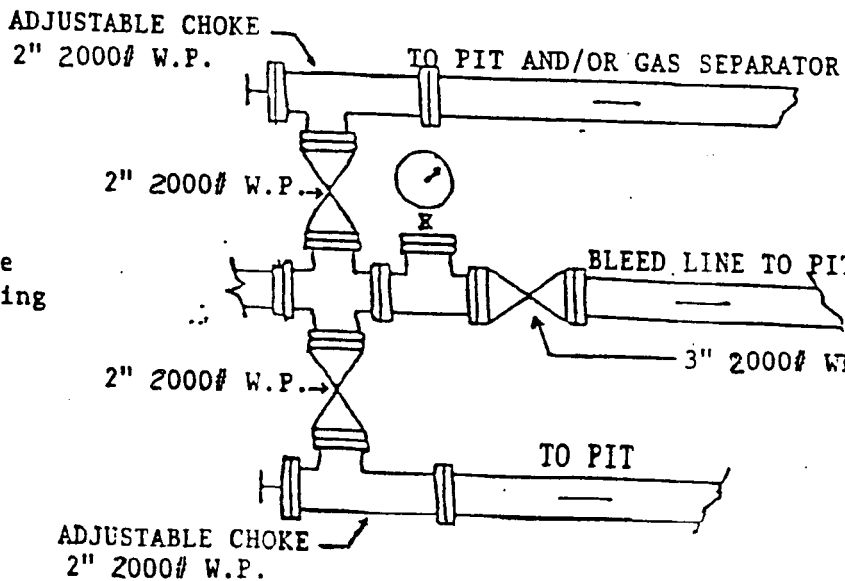 ADJUSTABLE CHOKE
2" 2000# W.P.
TO PIT AND/OR GAS SEPARATOR
2" 2000# W.P.
BLEED LINE TO PIT
3" 2000#
2" 2000# W.P.
TO PIT
ADJUSTABLE CHOKE
2" 2000# W.P.